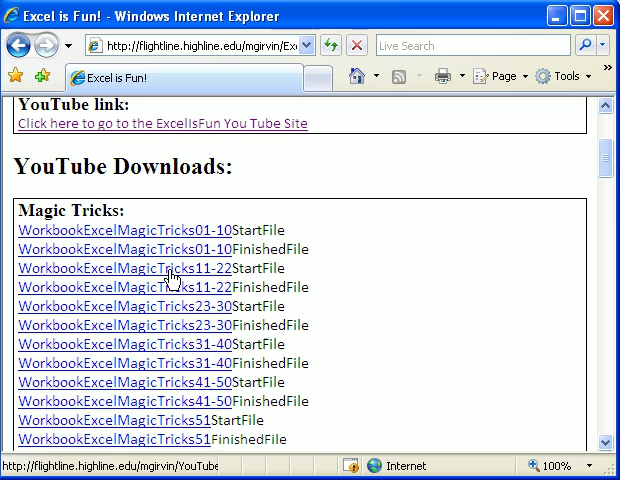 Excel is Fun! - Windows Internet Explorer
http://flightline.highline.edu/mgirvin/Exc
Live Search
Excel is Fun!
Page
Tools
YouTube link:
Click here to go to the ExcelIsFun You Tube Site
YouTube Downloads:
Magic Tricks:
WorkbookExcelMagicTricks01-10StartFile
WorkbookExcelMagicTricks01-10FinishedFile
WorkbookExcelMagicTricks11-22StartFile
WorkbookExcelMagicTricks11-22FinishedFile
WorkbookExcelMagicTricks23-30StartFile
WorkbookExcelMagicTricks23-30FinishedFile
WorkbookExcelMagicTricks31-40StartFile
WorkbookExcelMagicTricks31-40FinishedFile
WorkbookExcelMagicTricks41-50StartFile
WorkbookExcelMagicTricks41-50FinishedFile
WorkbookExcelMagicTricks51StartFile
WorkbookExcelMagicTricks51FinishedFile
http://flightline.highline.edu/mgirvin/YouTube
Internet
100%